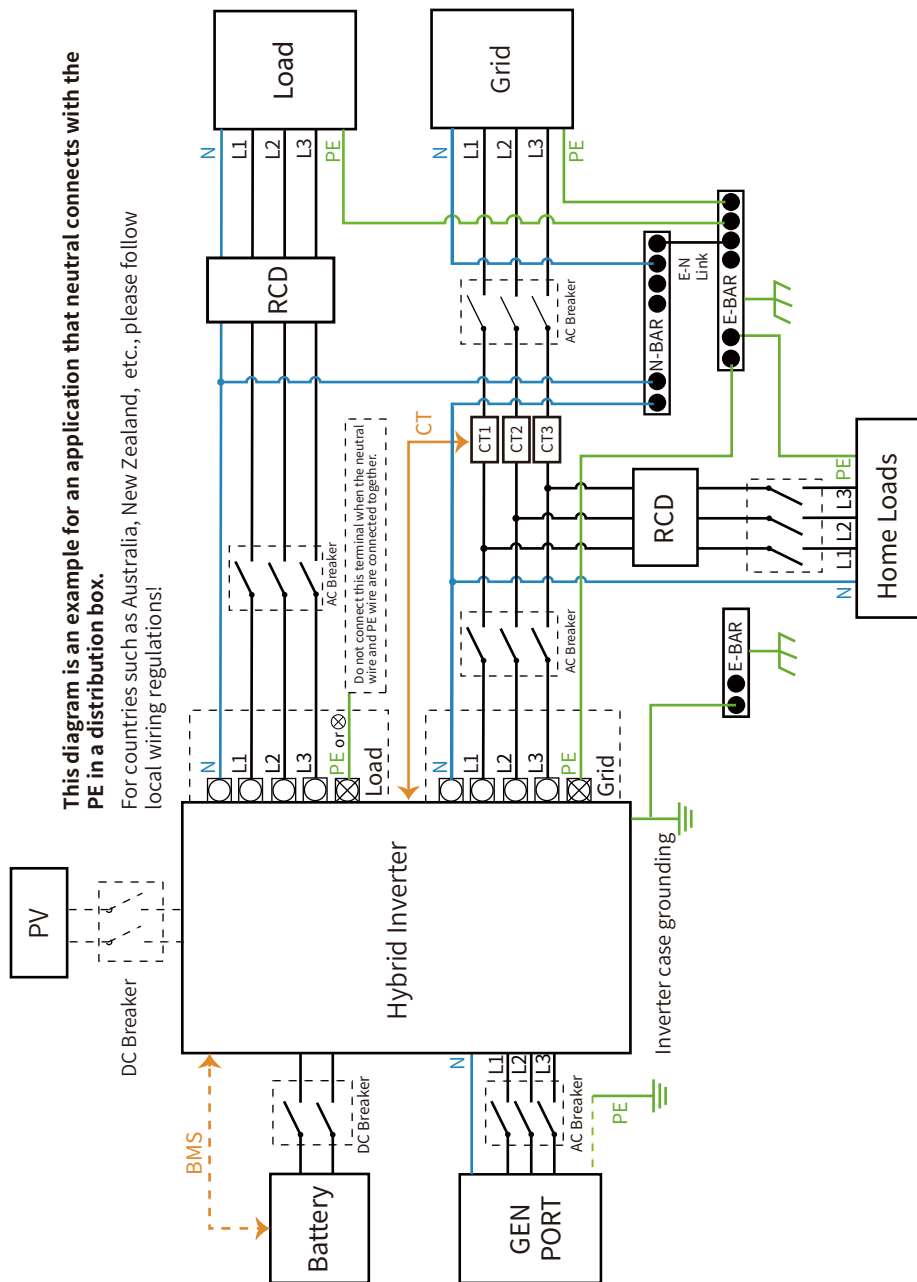 This diagram is an example for an application that neutral connects with the
PE in a distribution box.
For countries such as Australia, New Zealand, etc., please follow
local wiring regulations!
PV
DC Breaker
BMS
Battery
DC Breaker
GEN
PORT
N
L1
L2
L3
AC Breaker
PE
Hybrid Inverter
Inverter case grounding
N
L1
L2
L3
PE or
Load
Do not connect this terminal when the neutral
wire and PE wire are connected together.
AC Breaker
RCD
N
L1
L2
L3
PE
Load
CT
N
L1
L2
L3
PE
Grid
AC Breaker
CT1
CT2
CT3
AC Breaker
N
L1
L2
L3
PE
Grid
N-BAR
E-N
Link
E-BAR
RCD
N
L1
L2
L3
PE
Home Loads
E-BAR